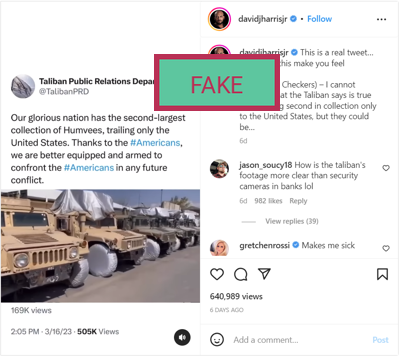 davidjharrisjr • Follow
davidjharrisjr This is a real tweet...
this make you feel
FAKE
Checkers) – I cannot
at the Taliban says is true
ng second in collection only
to the United States, but they could
be...
6d
Taliban Public Relations Depa
@TalibanPRD
Our glorious nation has the second-largest
collection of Humvees, trailing only the
United States. Thanks to the #Americans,
we are better equipped and armed to
confront the #Americans in any future
conflict.
169K views
2:05 PM · 3/16/23 · 505K Views
jason_soucy18 How is the taliban's
footage more clear than security
cameras in banks lol
6d 982 likes Reply
View replies (39)
gretchenrossi Makes me sick
640,989 views
6 DAYS AGO
Add a comment...
Post